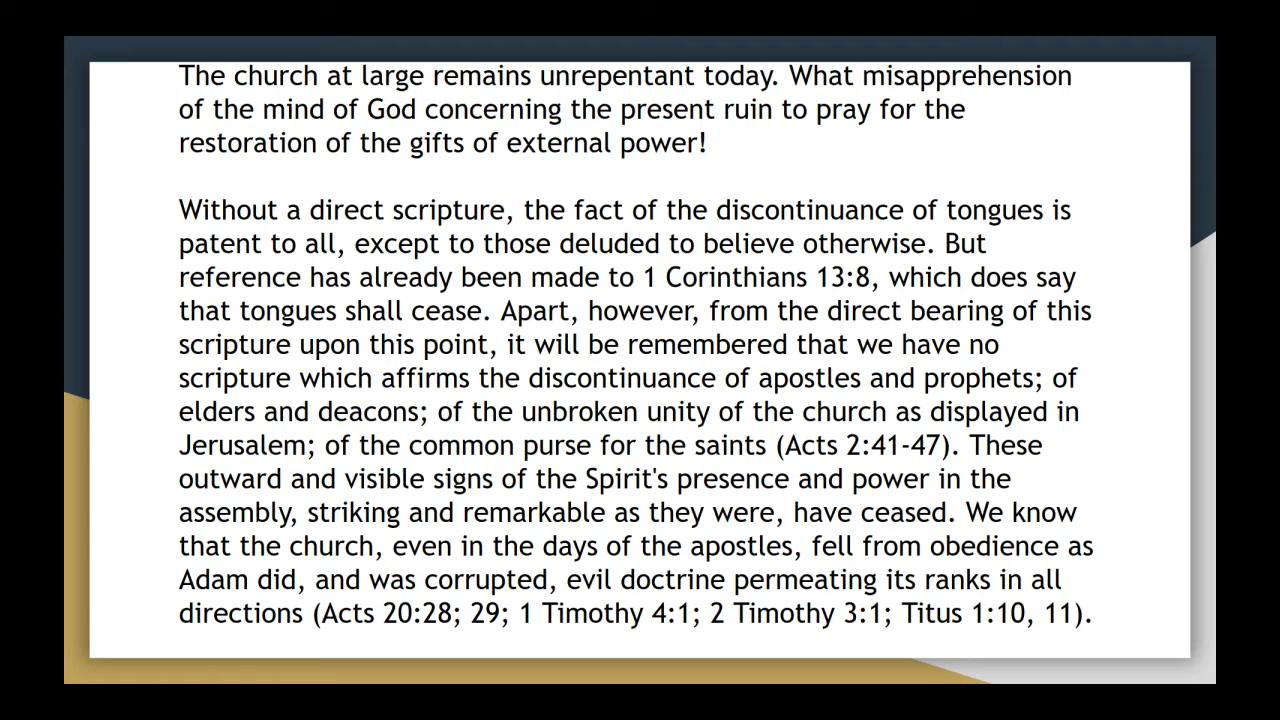 The church at large remains unrepentant today. What misapprehension
of the mind of God concerning the present ruin to pray for the
restoration of the gifts of external power!
Without a direct scripture, the fact of the discontinuance of tongues is
patent to all, except to those deluded to believe otherwise. But
reference has already been made to 1 Corinthians 13:8, which does say
that tongues shall cease. Apart, however, from the direct bearing of this
scripture upon this point, it will be remembered that we have no
scripture which affirms the discontinuance of apostles and prophets; of
elders and deacons; of the unbroken unity of the church as displayed in
Jerusalem; of the common purse for the saints (Acts 2:41-47). These
outward and visible signs of the Spirit's presence and power in the
assembly, striking and remarkable as they were, have ceased. We know
that the church, even in the days of the apostles, fell from obedience as
Adam did, and was corrupted, evil doctrine permeating its ranks in all
directions (Acts 20:28; 29; 1 Timothy 4:1; 2 Timothy 3:1; Titus 1:10, 11).